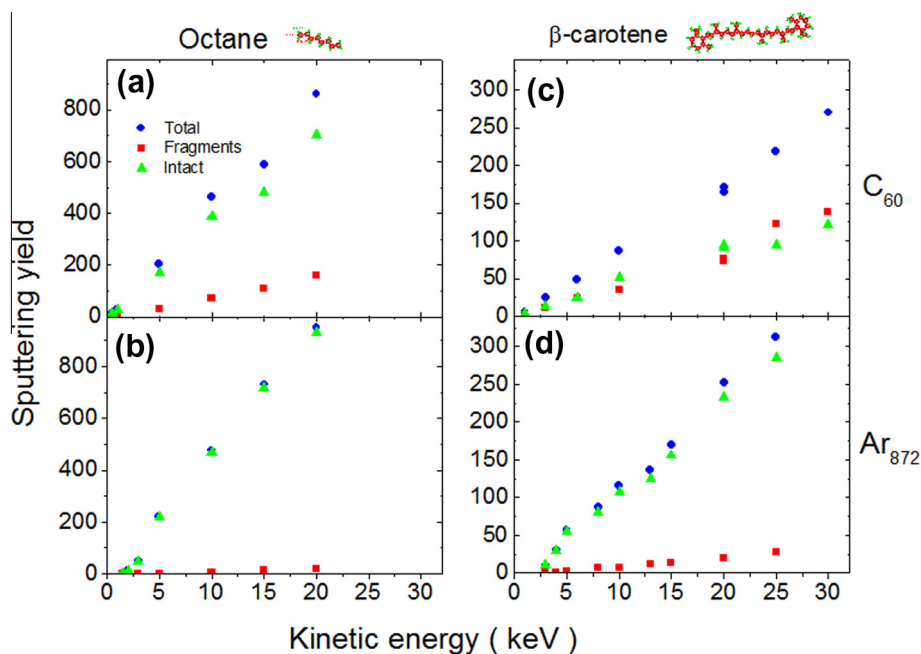 Octane
β-carotene
(a)
800
600
400
200
0
Total
Fragments
Intact
(c)
300
250
200
150
100
50
0
C60
Sputtering yield
(b)
800
600
400
200
0
0 5 10 15 20 25 30
(d)
300
250
200
150
100
50
0
0 5 10 15 20 25 30
Ar872
Kinetic energy ( keV )